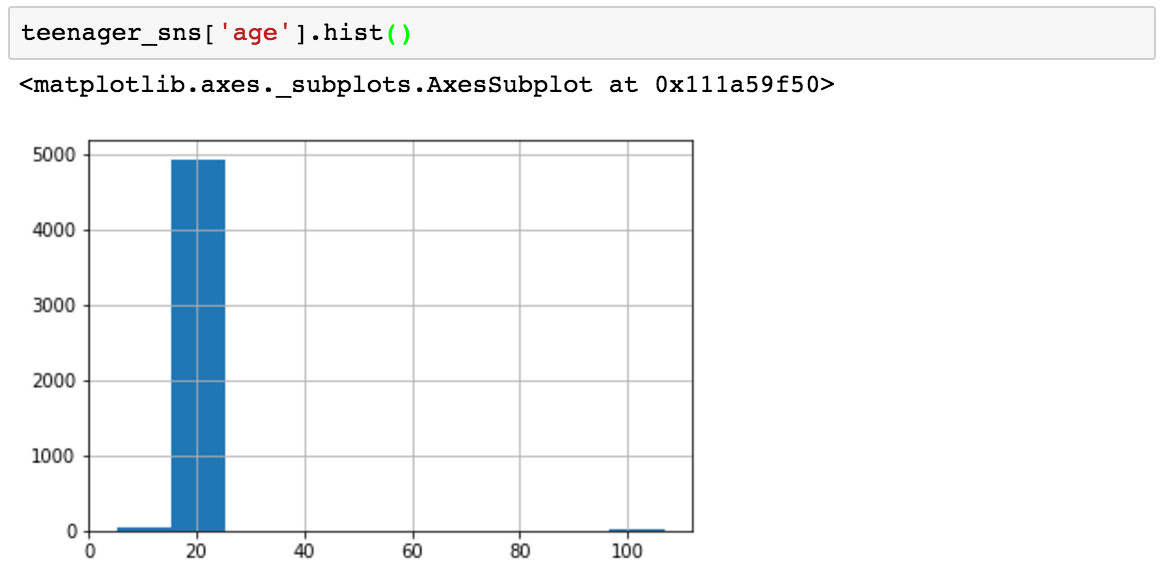 teenager_sns['age'].hist()
<matplotlib.axes._subplots.AxesSubplot at 0x111a59f50>
5000
4000
3000
2000
1000
0
0 20 40 60 80 100